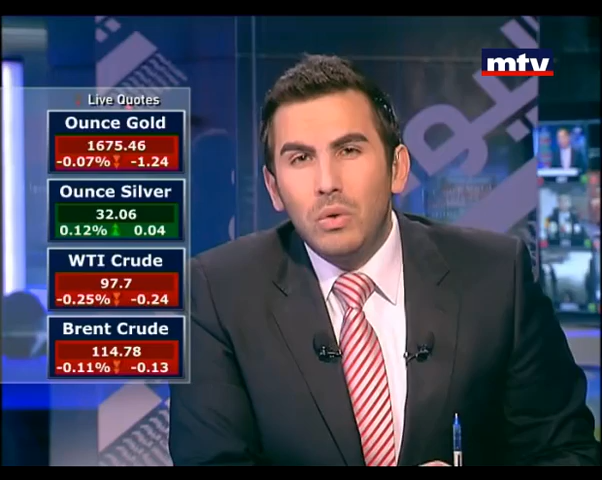 mtv
Live Quotes
Ounce Gold
1675.46
-0.07% -1.24
Ounce Silver
32.06
0.12% 0.04
WTI Crude
97.7
-0.25% -0.24
Brent Crude
114.78
-0.11% -0.13